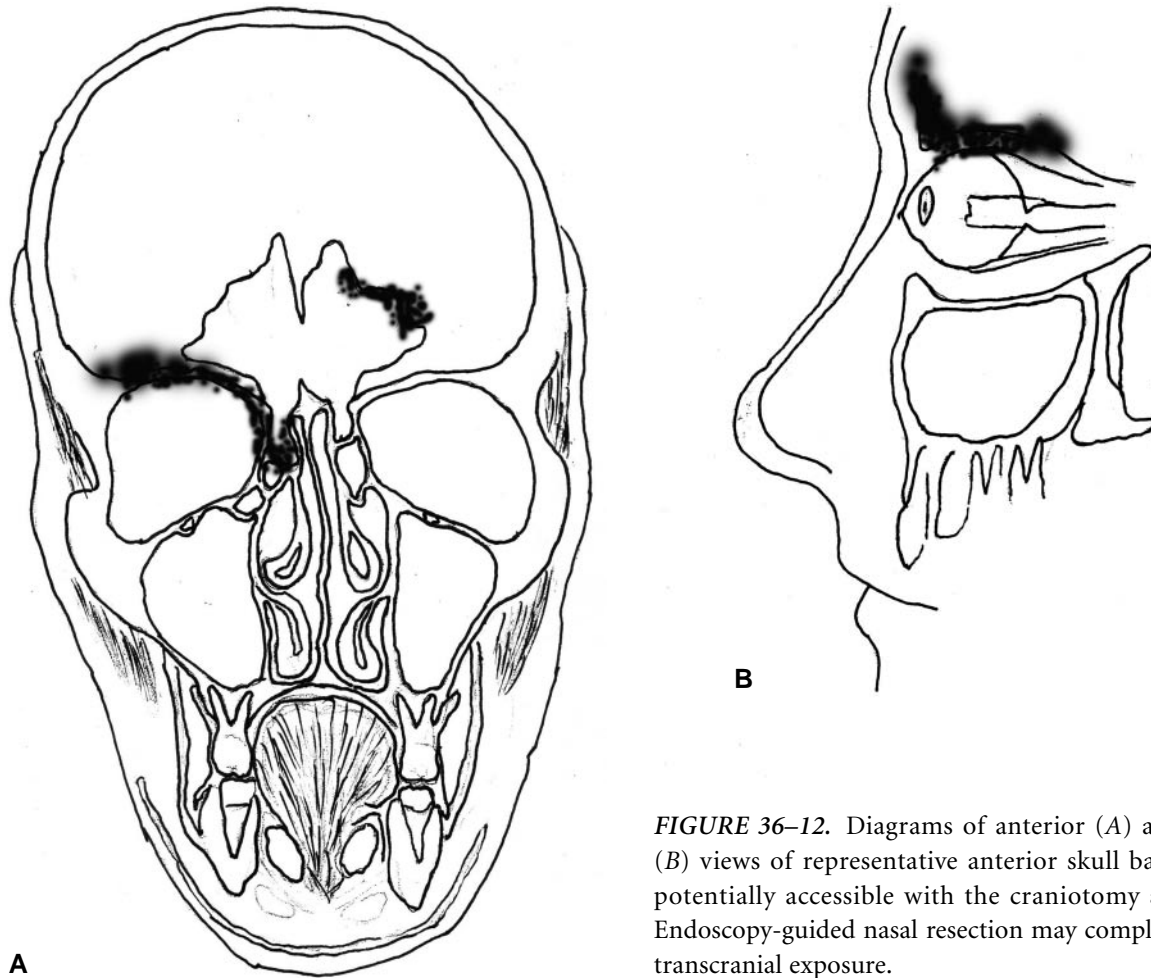 A
B
FIGURE 36–12. Diagrams of anterior (A) a
(B) views of representative anterior skull ba
potentially accessible with the craniotomy
Endoscopy-guided nasal resection may compl
transcranial exposure.